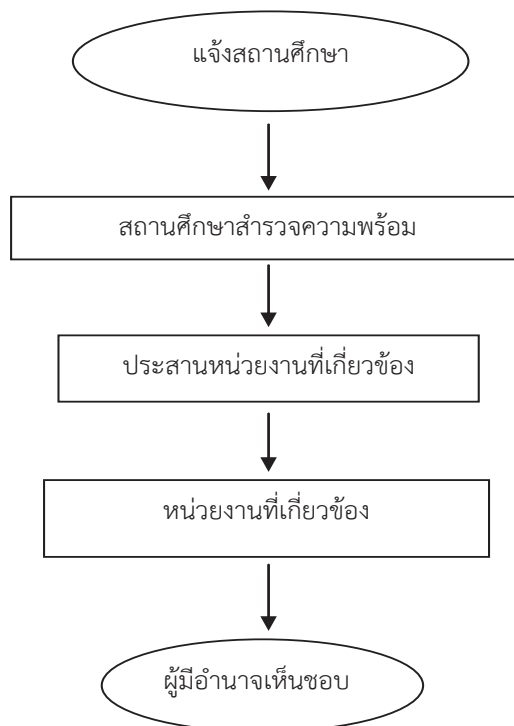 แจ้งสถานศึกษา
สถานศึกษาสำรวจความพร้อม
ประสานหน่วยงานที่เกี่ยวข้อง
หน่วยงานที่เกี่ยวข้อง
ผู้มีอำนาจเห็นชอบ